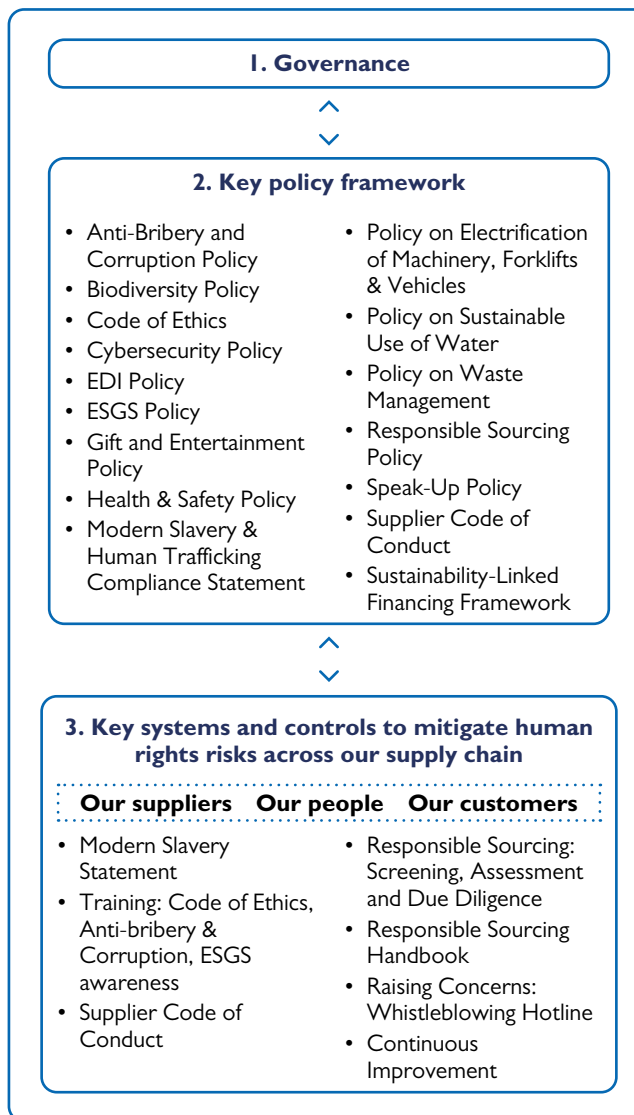 1. Governance
2. Key policy framework
• Anti-Bribery and
Corruption Policy
• Biodiversity Policy
• Code of Ethics
• Cybersecurity Policy
• EDI Policy
• ESGS Policy
• Gift and Entertainment
Policy
• Health & Safety Policy
• Modern Slavery &
Human Trafficking
Compliance Statement
• Policy on Electrification
of Machinery, Forklifts
& Vehicles
• Policy on Sustainable
Use of Water
• Policy on Waste
Management
• Responsible Sourcing
Policy
• Speak-Up Policy
• Supplier Code of
Conduct
• Sustainability-Linked
Financing Framework
3. Key systems and controls to mitigate human
rights risks across our supply chain
Our suppliers Our people Our customers
• Modern Slavery
Statement
• Training: Code of Ethics,
Anti-bribery &
Corruption, ESGS
awareness
• Supplier Code of
Conduct
• Responsible Sourcing:
Screening, Assessment
and Due Diligence
• Responsible Sourcing
Handbook
• Raising Concerns:
Whistleblowing Hotline
• Continuous
Improvement